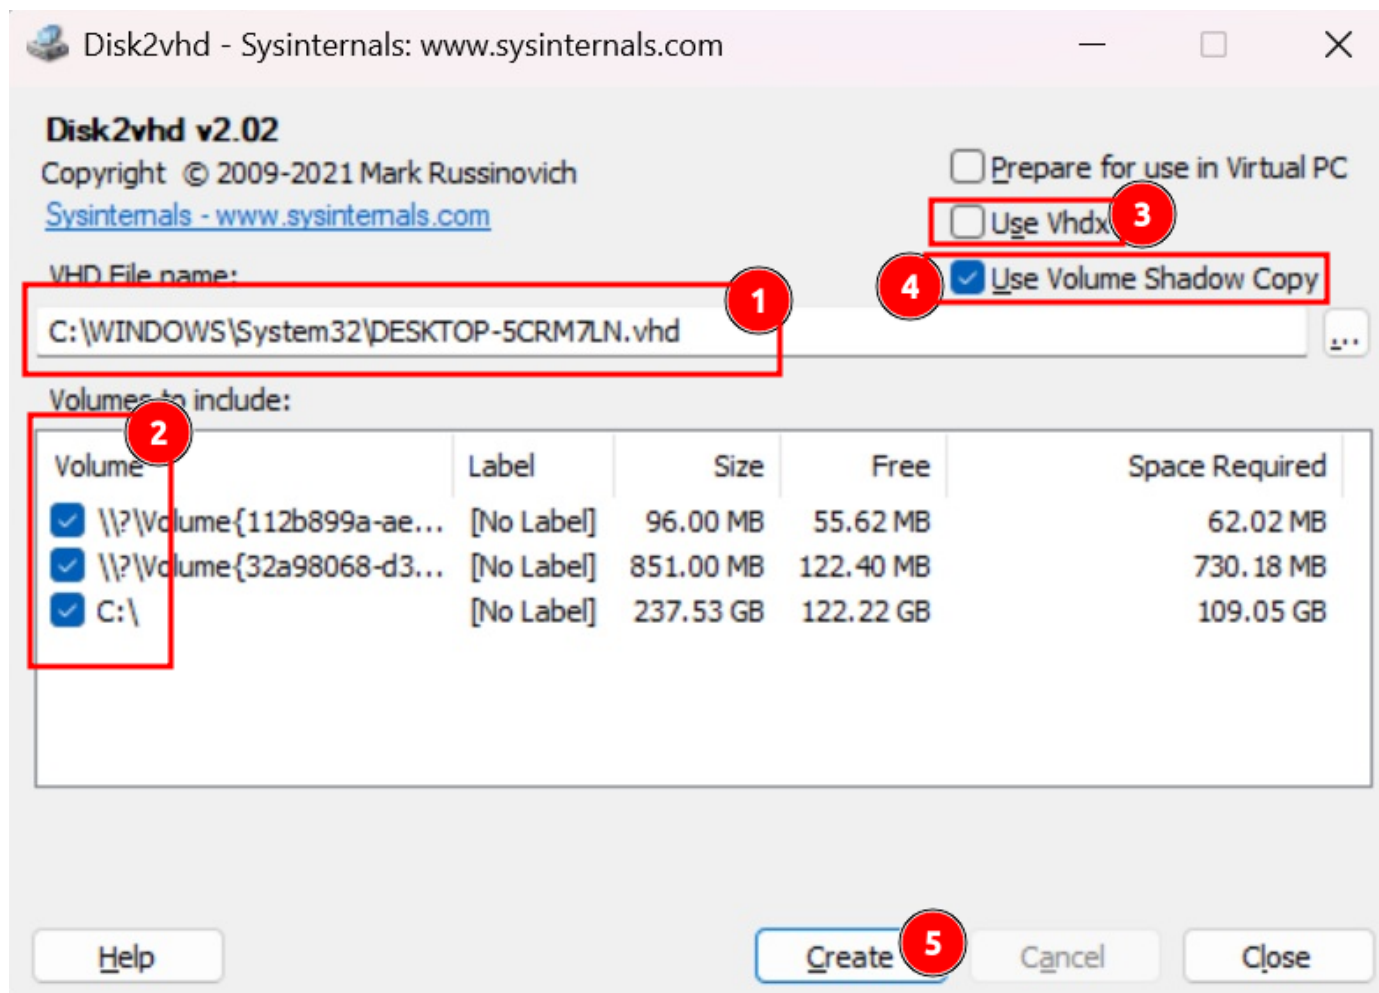 Disk2vhd - Sysinternals: www.sysinternals.com
Disk2vhd v2.02
Copyright © 2009-2021 Mark Russinovich
Sysinternals - www.sysinternals.com
Prepare for use in Virtual PC
Use Vhdx
3
4
Use Volume Shadow Copy
VHD File name:
1
C:\WINDOWS\System32\DESKTOP-5CRM7LN.vhd
...
Volumes to include:
2
Volume Label Size Free Space Required
\\?\Volume{112b899a-ae... [No Label] 96.00 MB 55.62 MB 62.02 MB
\\?\Volume{32a98068-d3... [No Label] 851.00 MB 122.40 MB 730.18 MB
C:\ [No Label] 237.53 GB 122.22 GB 109.05 GB
Help
Create
5
Cancel
Close